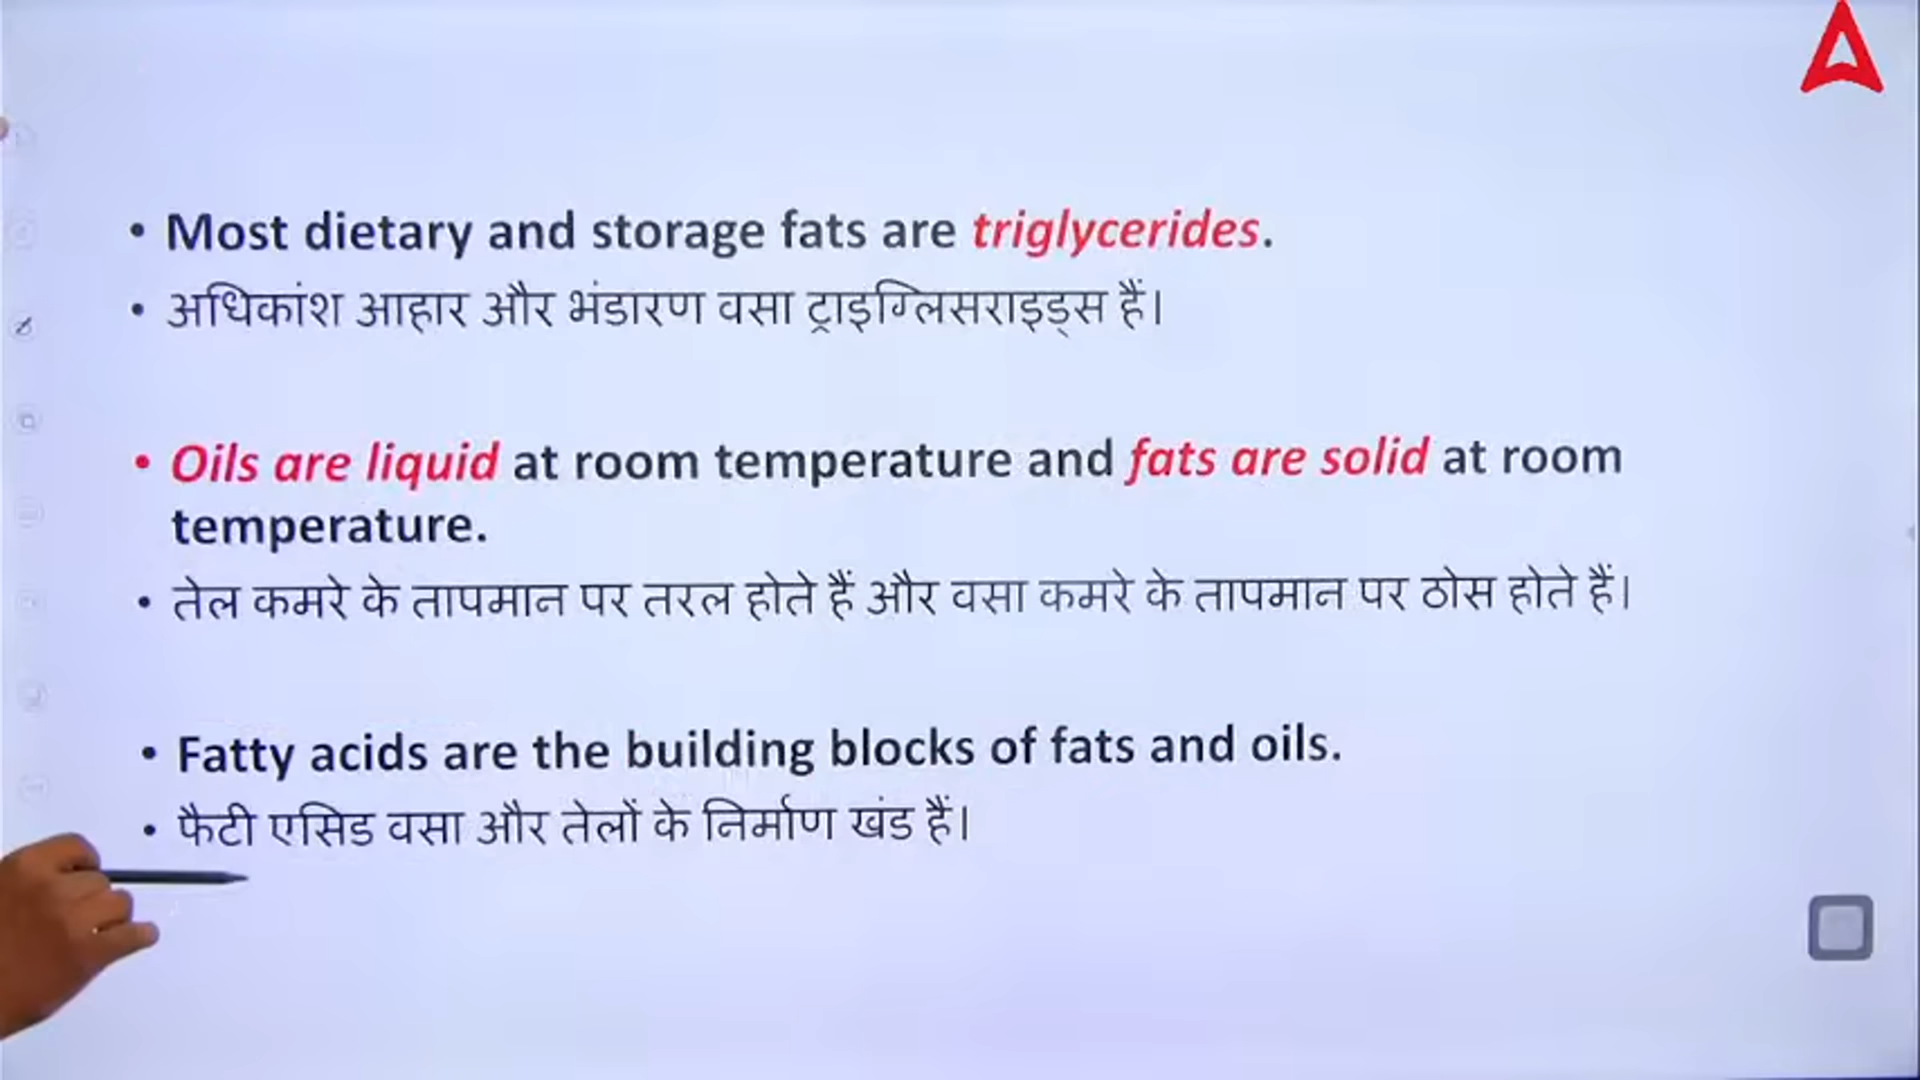 • Most dietary and storage fats are triglycerides.
• अधिकांश आहार और भंडारण वसा ट्राइग्लिसराइड्स हैं।
• Oils are liquid at room temperature and fats are solid at room
temperature.
• तेल कमरे के तापमान पर तरल होते हैं और वसा कमरे के तापमान पर ठोस होते हैं।
• Fatty acids are the building blocks of fats and oils.
• फैटी एसिड वसा और तेलों के निर्माण खंड हैं।